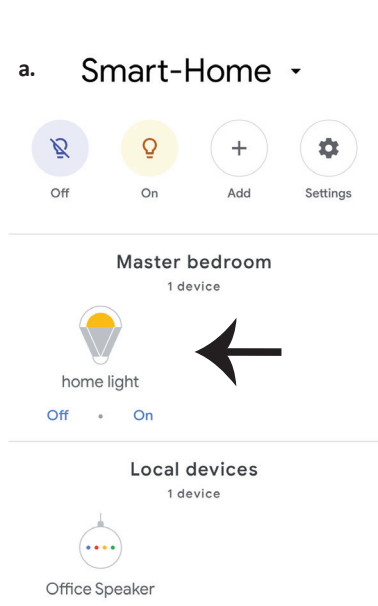 a. Smart-Home
Off On Add Settings
Master bedroom
1 device
home light
Off • On
Local devices
1 device
Office Speaker